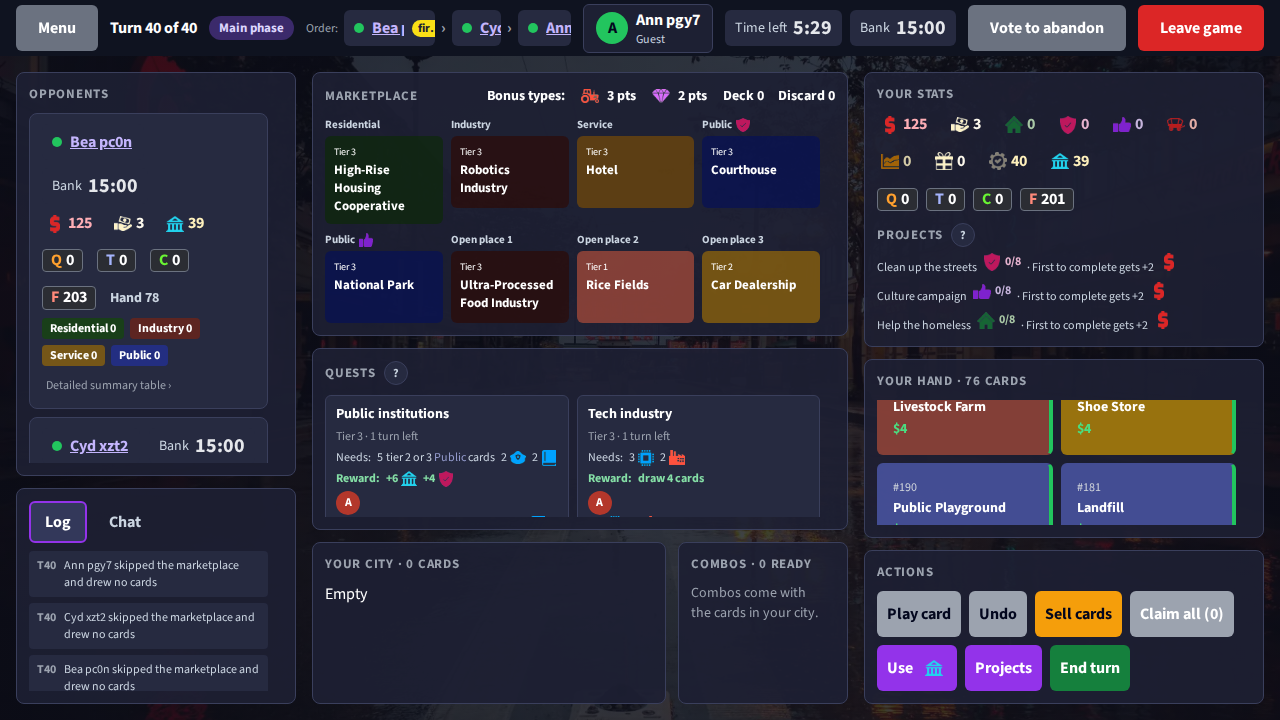 Menu
Turn 40 of 40
Main phase
Order:
Bea
fir.
›
Cyc
›
Ann
A
Ann pgy7
Guest
Time left 5:29
Bank 15:00
Vote to abandon
Leave game
OPPONENTS
Bea pc0n
Bank 15:00
125
3
39
Q 0
T 0
C 0
F 203
Hand 78
Residential 0
Industry 0
Service 0
Public 0
Detailed summary table ›
Cyd xzt2
Bank 15:00
Log
Chat
T40 Ann pgy7 skipped the marketplace
and drew no cards
T40 Cyd xzt2 skipped the marketplace and
drew no cards
T40 Bea pc0n skipped the marketplace and
drew no cards
MARKETPLACE
Bonus types:
3 pts
2 pts
Deck 0
Discard 0
Residential
Tier 3
High-Rise
Housing
Cooperative
Industry
Tier 3
Robotics
Industry
Service
Tier 3
Hotel
Public
Tier 3
Courthouse
Public
Tier 3
National Park
Open place 1
Tier 3
Ultra-Processed
Food Industry
Open place 2
Tier 1
Rice Fields
Open place 3
Tier 2
Car Dealership
QUESTS
?
Public institutions
Tier 3 · 1 turn left
Needs: 5 tier 2 or 3 Public cards 2 2
Reward: +6 +4
A
Tech industry
Tier 3 · 1 turn left
Needs: 3 2
Reward: draw 4 cards
A
YOUR CITY · 0 CARDS
Empty
COMBOS · 0 READY
Combos come with
the cards in your city.
YOUR STATS
125
3
0
0
0
0
0
0
40
39
Q 0
T 0
C 0
F 201
PROJECTS
?
Clean up the streets 0/8 · First to complete gets +2
Culture campaign 0/8 · First to complete gets +2
Help the homeless 0/8 · First to complete gets +2
YOUR HAND · 76 CARDS
Livestock Farm
$4
Shoe Store
$4
#190
Public Playground
#181
Landfill
ACTIONS
Play card
Undo
Sell cards
Claim all (0)
Use
Projects
End turn